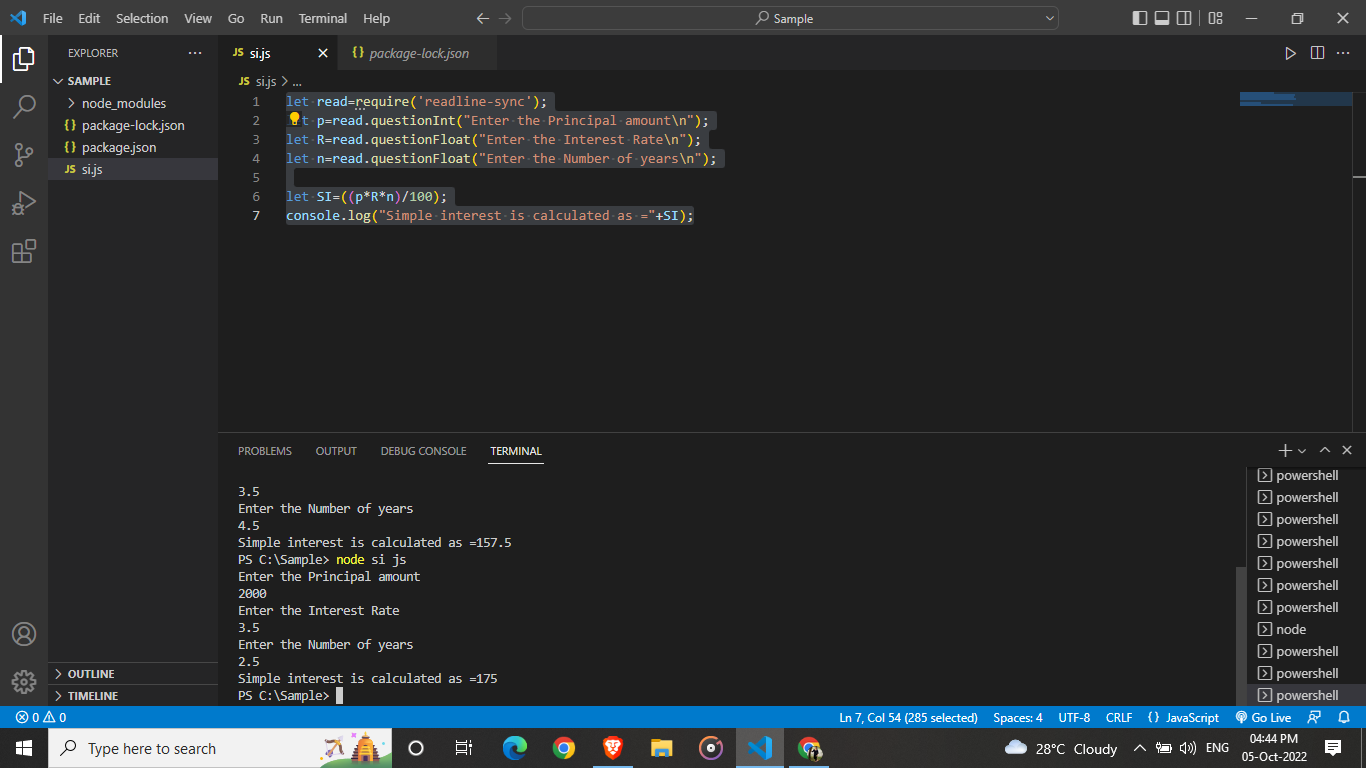 File Edit Selection View Go Run Terminal Help Sample
EXPLORER
SAMPLE
node_modules
{} package-lock.json
{} package.json
JS si.js
OUTLINE
TIMELINE
JS si.js {} package-lock.json
JS si.js > ...
1 let read=require('readline-sync');
2 t p=read.questionInt("Enter the Principal amount\n");
3 let R=read.questionFloat("Enter the Interest Rate\n");
4 let n=read.questionFloat("Enter the Number of years\n");
5
6 let SI=((p*R*n)/100);
7 console.log("Simple interest is calculated as ="+SI);
PROBLEMS OUTPUT DEBUG CONSOLE TERMINAL
3.5
Enter the Number of years
4.5
Simple interest is calculated as =157.5
PS C:\Sample> node si js
Enter the Principal amount
2000
Enter the Interest Rate
3.5
Enter the Number of years
2.5
Simple interest is calculated as =175
PS C:\Sample>
powershell
powershell
powershell
powershell
powershell
powershell
powershell
node
powershell
powershell
powershell
0 0 Ln 7, Col 54 (285 selected) Spaces: 4 UTF-8 CRLF {} JavaScript Go Live
Type here to search 28°C Cloudy ENG 04:44 PM
05-Oct-2022